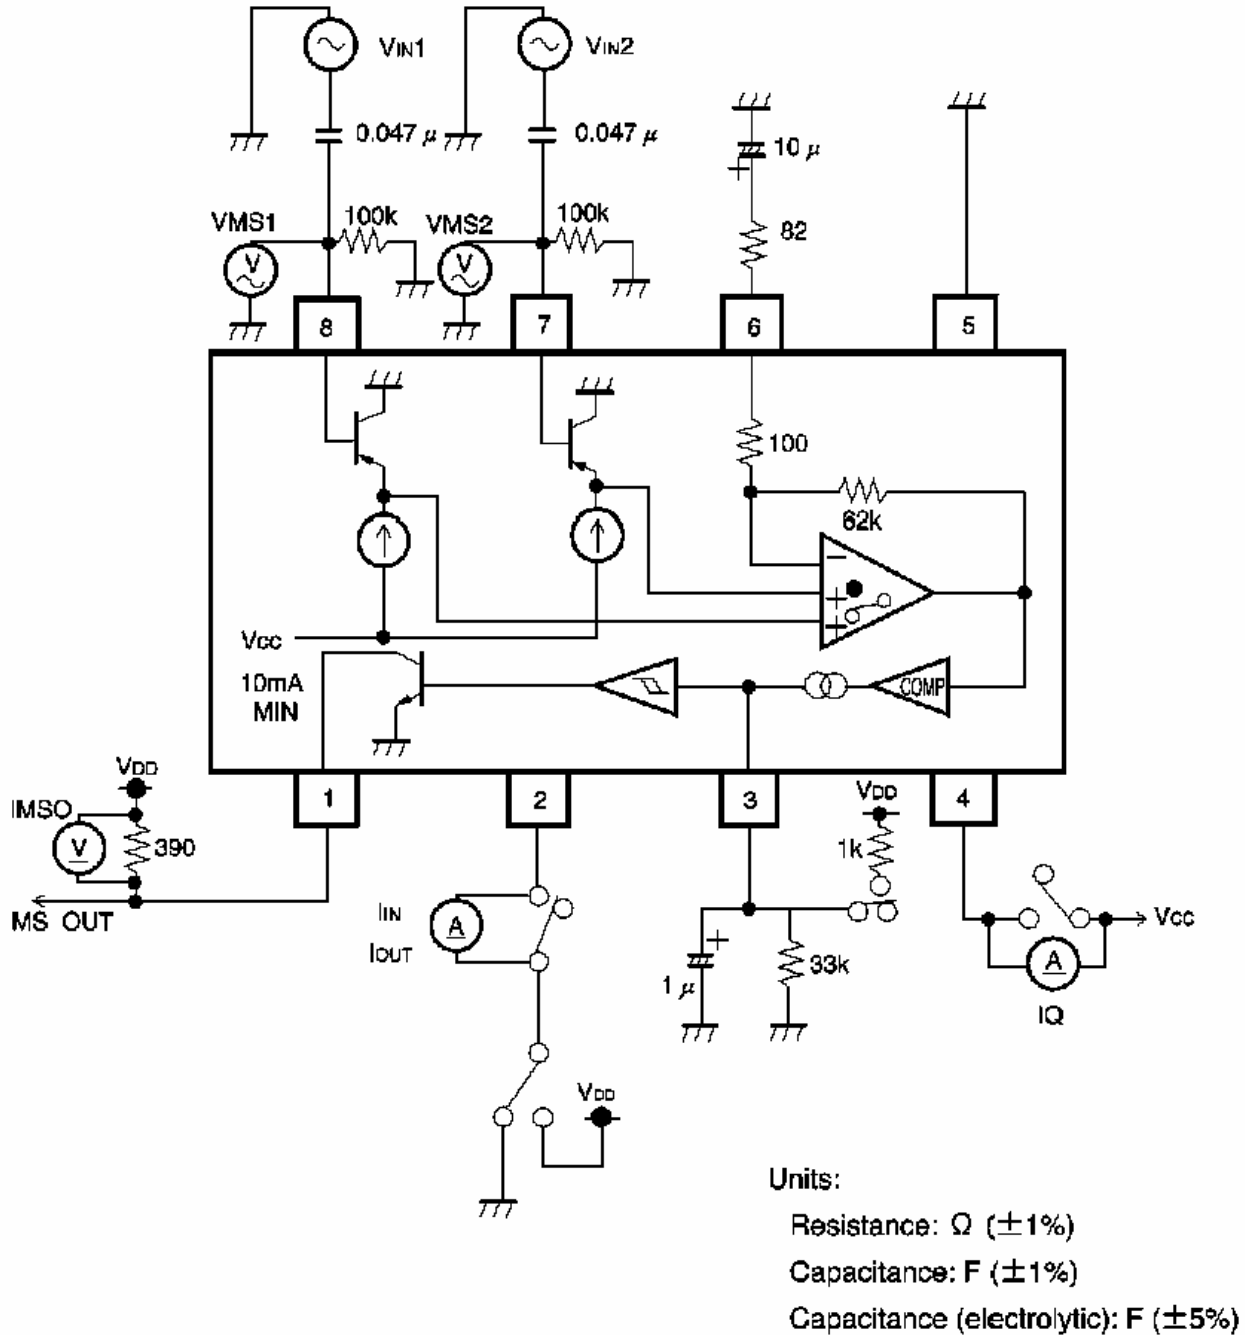 VIN1
VIN2
0.047 μ
0.047 μ
10 μ
+
VMS1
100k
VMS2
100k
82
V
V
8
7
6
5
100
62k
−
+
+
VCC
10mA
MIN
COMP
1
2
3
4
VDD
IMSO
V
390
MS OUT
VDD
1k
IIN
A
IOUT
+
1 μ
33k
VCC
A
IQ
VDD
Units:
Resistance: Ω (±1%)
Capacitance: F (±1%)
Capacitance (electrolytic): F (±5%)